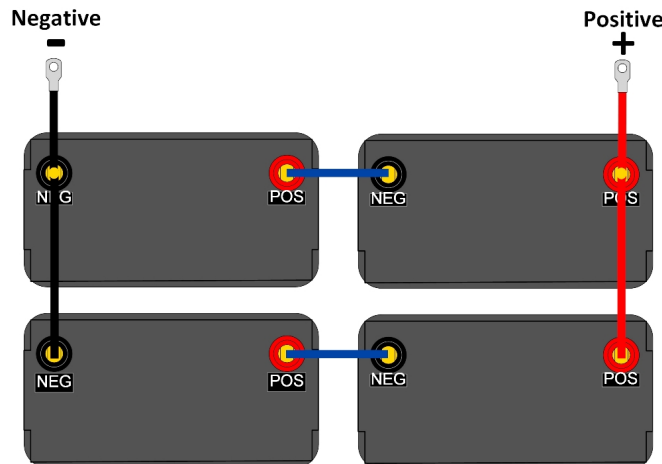 Negative
Positive
-
+
NEG
POS
NEG
POS
NEG
POS
NEG
POS